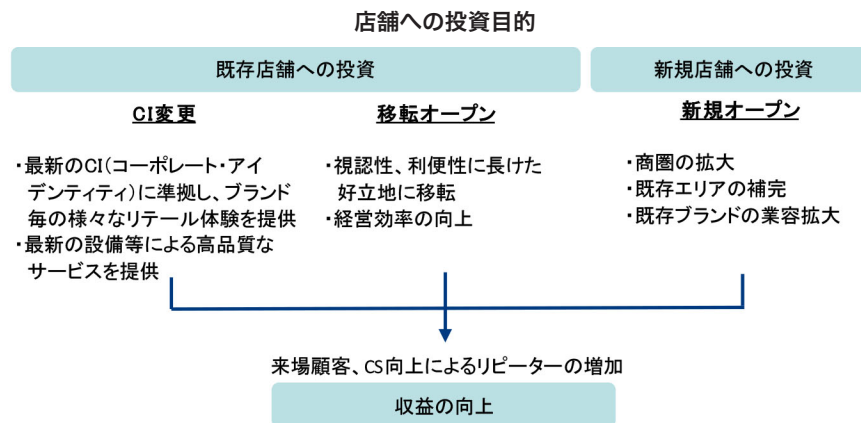 店舗への投資目的
既存店舗への投資
新規店舗への投資
CI変更
・最新のCI(コーポレート・アイ
デンティティ)に準拠し、ブランド
毎の様々なリテール体験を提供
・最新の設備等による高品質な
サービスを提供
移転オープン
・視認性、利便性に長けた
好立地に移転
・経営効率の向上
新規オープン
・商圏の拡大
・既存エリアの補完
・既存ブランドの業容拡大
来場顧客、CS向上によるリピーターの増加
収益の向上